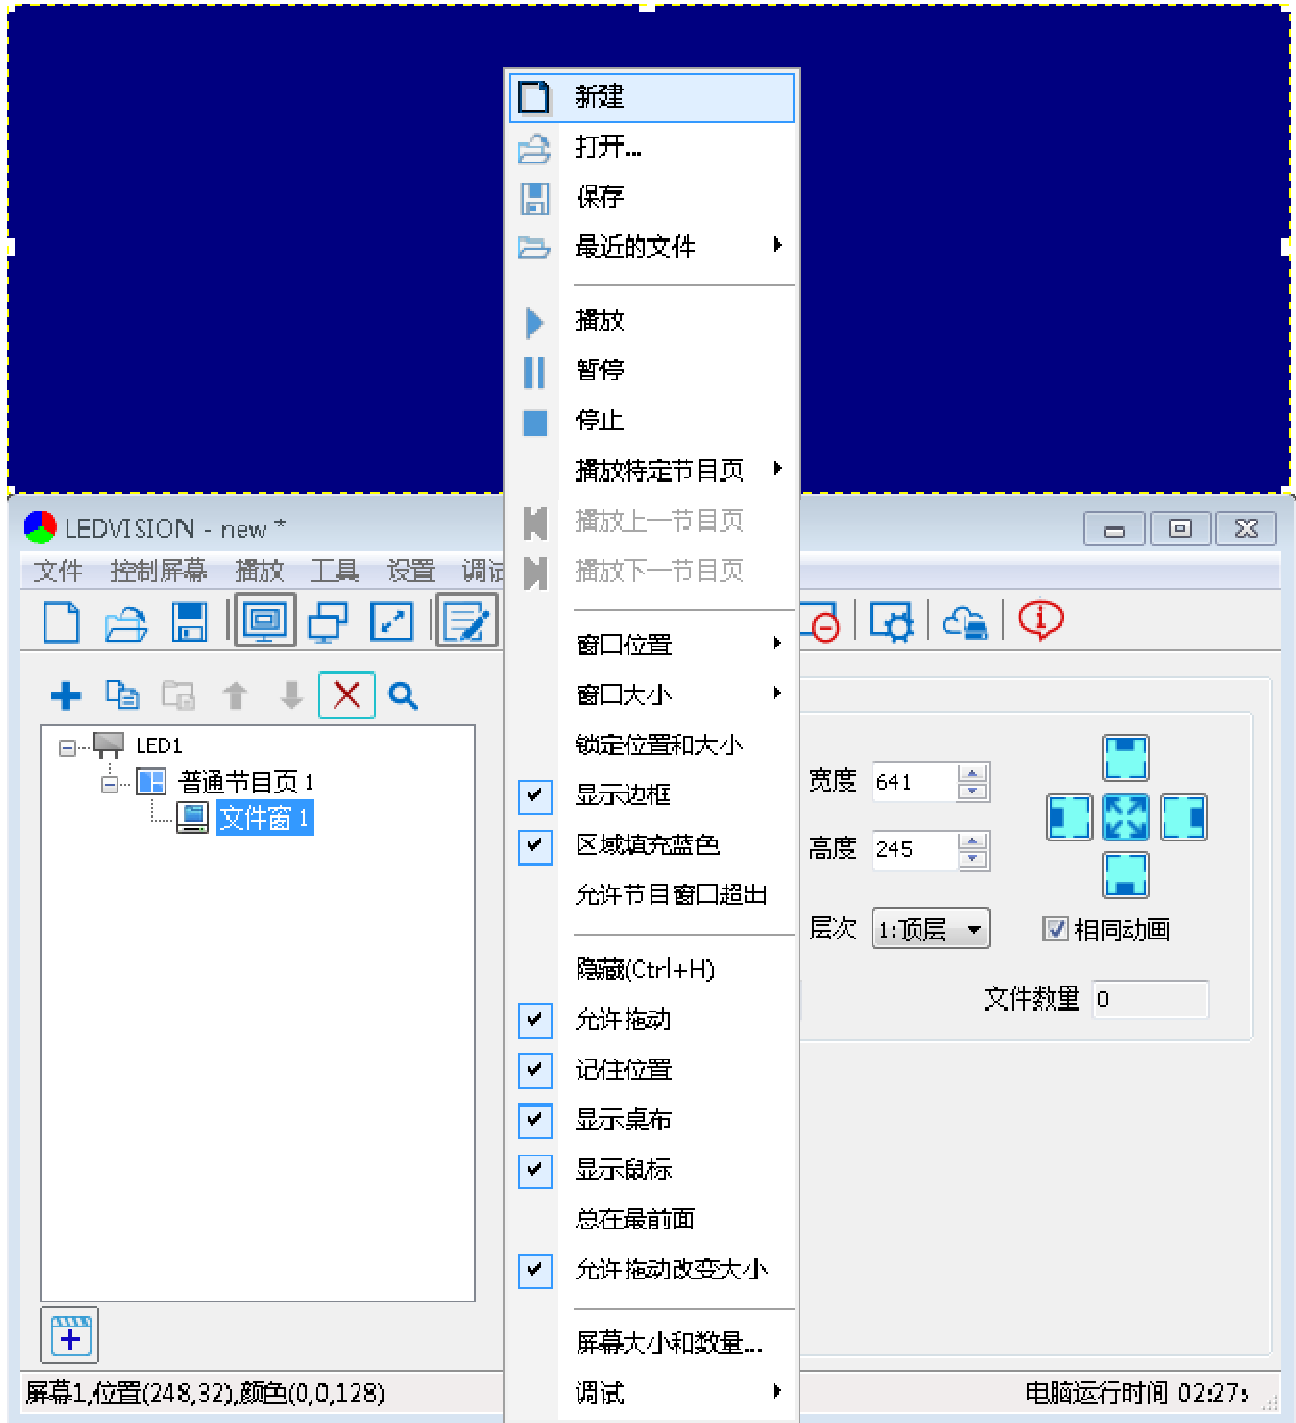 新建
打开...
保存
最近的文件
播放
暂停
停止
播放特定节目页
播放上一节目页
播放下一节目页
窗口位置
窗口大小
锁定位置和大小
显示边框
区域填充蓝色
允许节目窗口超出
隐藏(Ctrl+H)
允许拖动
记住位置
显示桌布
显示鼠标
总在最前面
允许拖动改变大小
屏幕大小和数量...
调试
LEDVISION - new *
文件 控制屏幕 播放 工具 设置 调试
LED1
普通节目页 1
文件窗 1
宽度 641
高度 245
层次 1:顶层 相同动画
文件数量 0
屏幕1,位置(248,32),颜色(0,0,128)
电脑运行时间 02:27: